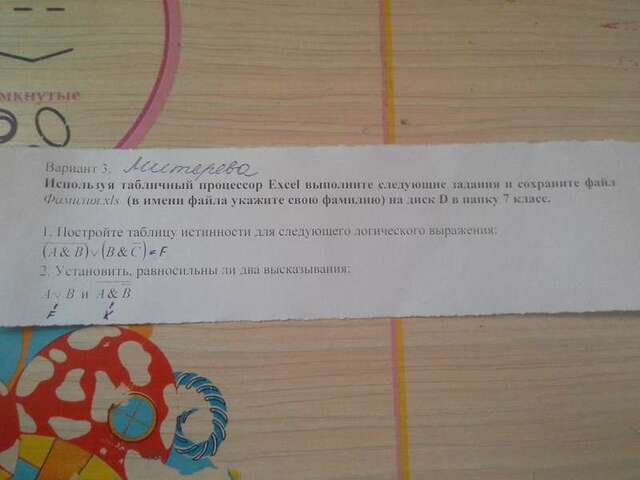 мкнутые
Вариант 3. Митерева
Используя табличный процессор Excel выполните следующие задания и сохраните файл
Фамилия.xls (в имени файла укажите свою фамилию) на диск D в папку 7 класс.
1. Постройте таблицу истинности для следующего логического выражения:
(A & B) ∨ (B & C̅) = F
2. Установить, равносильны ли два высказывания:
A ∨ B и A & B̅
F K